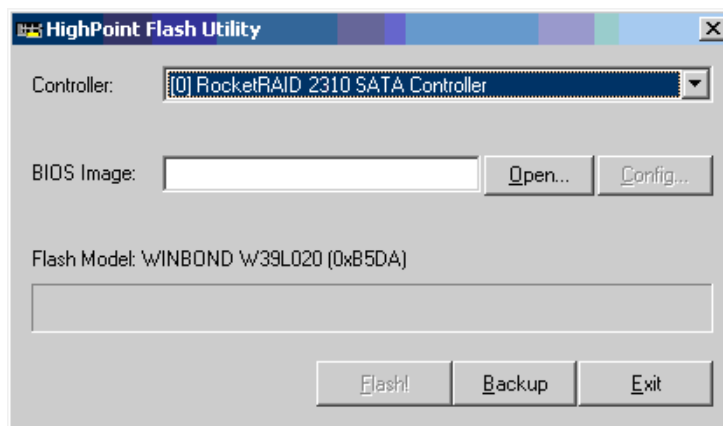 HighPoint Flash Utility
Controller: [0] RocketRAID 2310 SATA Controller
BIOS Image: Open... Config...
Flash Model: WINBOND W39L020 (0xB5DA)
Flash! Backup Exit